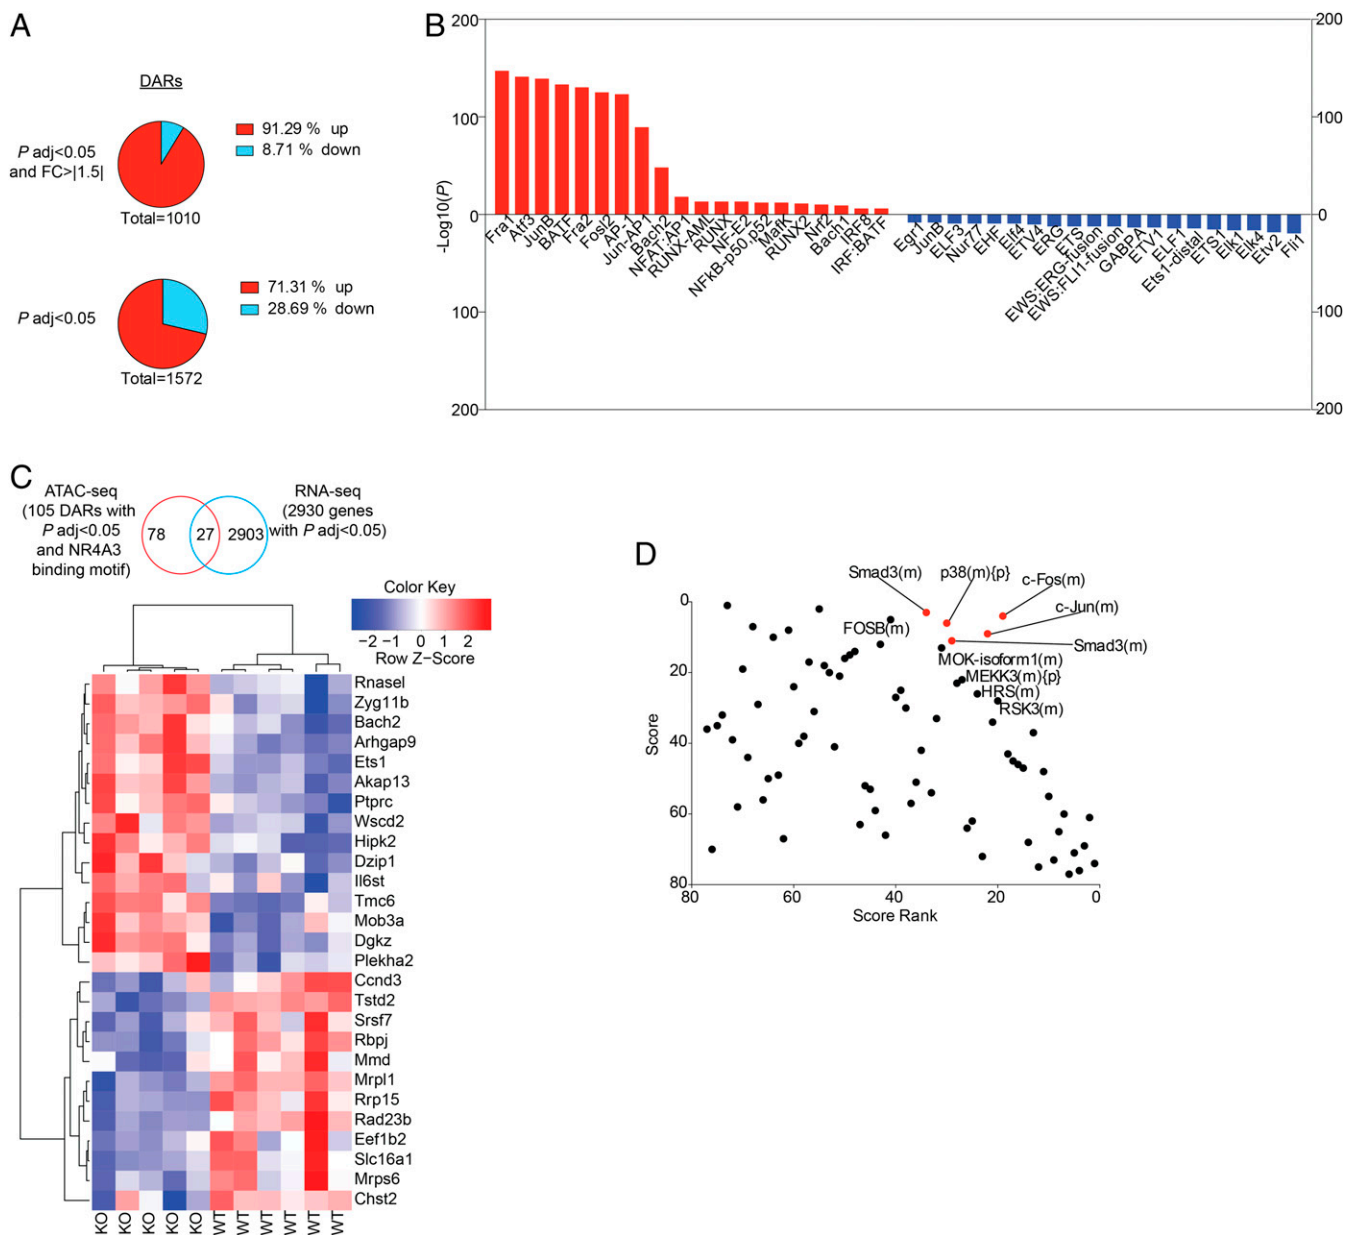 A
DARs
P adj<0.05
and FC>|1.5|
91.29 % up
8.71 % down
Total=1010
P adj<0.05
71.31 % up
28.69 % down
Total=1572
B
-Log10(P)
200
100
0
100
200
200
100
0
100
200
Fra1
Atf3
JunB
BATF
Fra2
Fosl2
AP-1
Jun-AP1
Bach2
NFAT:AP1
RUNX-AML
RUNX
NF-E2
NFkB-p50,p52
MafK
RUNX2
Nrf2
Bach1
IRF8
IRF:BATF
Egr1
JunB
ELF3
Nur77
EHF
Elf4
ETV4
ERG
ETS
EWS:ERG-fusion
EWS:FLI1-fusion
GABPA
ETV1
ELF1
Ets1-distal
ETS1
Elk1
Elk4
Etv2
Fli1
C
ATAC-seq
(105 DARs with
P adj<0.05
and NR4A3
binding motif)
78
27
2903
RNA-seq
(2930 genes
with P adj<0.05)
Color Key
−2 −1 0 1 2
Row Z-Score
Rnasel
Zyg11b
Bach2
Arhgap9
Ets1
Akap13
Ptprc
Wscd2
Hipk2
Dzip1
Il6st
Tmc6
Mob3a
Dgkz
Plekha2
Ccnd3
Tstd2
Srsf7
Rbpj
Mmd
Mrpl1
Rrp15
Rad23b
Eef1b2
Slc16a1
Mrps6
Chst2
KO
KO
KO
KO
KO
WT
WT
WT
WT
WT
WT
D
Smad3(m)
p38(m){p}
c-Fos(m)
c-Jun(m)
FOSB(m)
Smad3(m)
MOK-isoform1(m)
MEKK3(m){p}
HRS(m)
RSK3(m)
Score
0
20
40
60
80
80
60
40
20
0
Score Rank